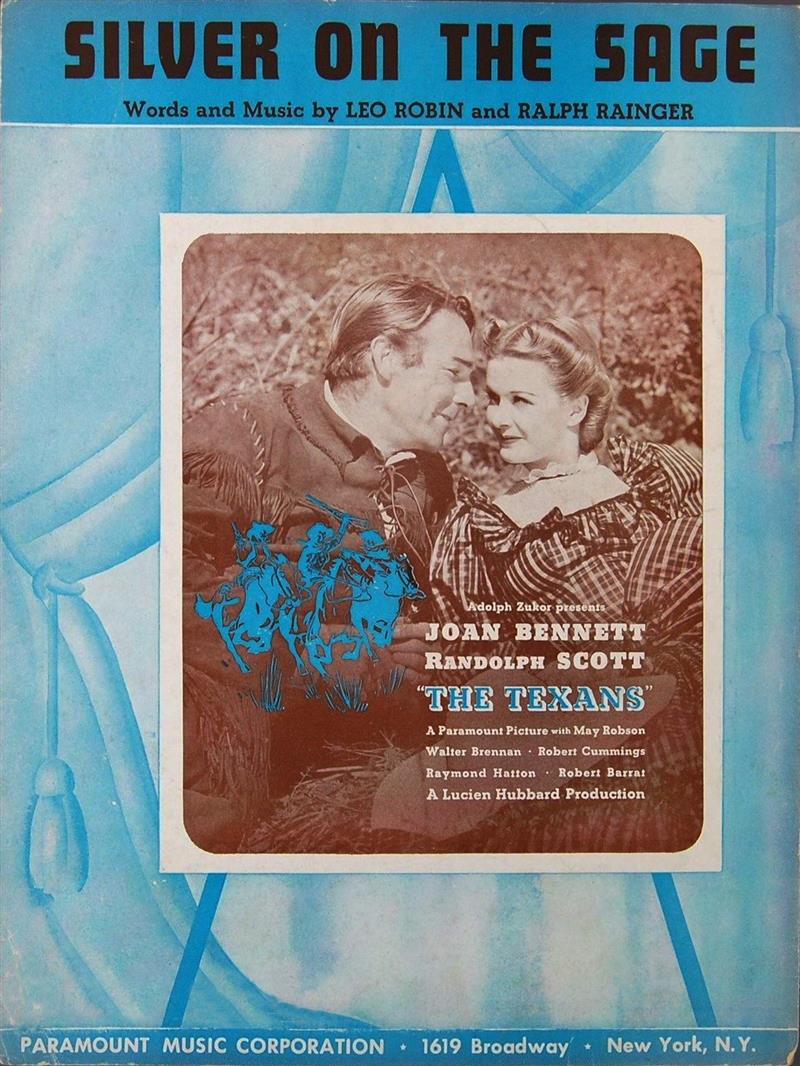 SILVER ON THE SAGE
Words and Music by LEO ROBIN and RALPH RAINGER
Adolph Zukor presents
JOAN BENNETT
RANDOLPH SCOTT
"THE TEXANS"
A Paramount Picture with May Robson
Walter Brennan · Robert Cummings
Raymond Hatton · Robert Barrat
A Lucien Hubbard Production
PARAMOUNT MUSIC CORPORATION ⋆ 1619 Broadway ⋆ New York, N.Y.